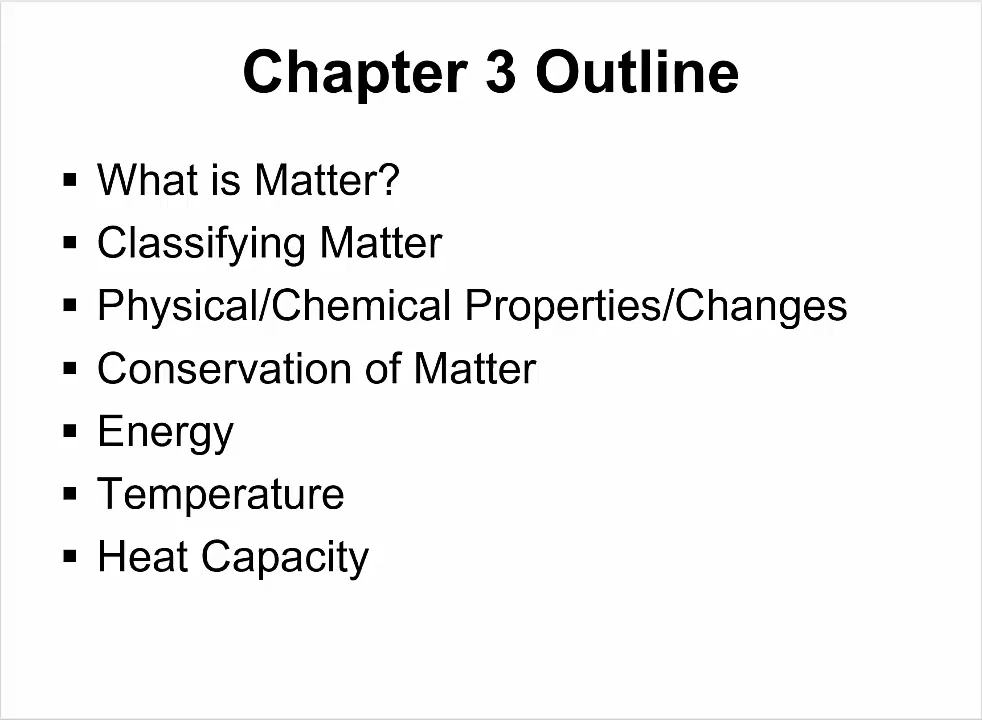 Chapter 3 Outline
▪ What is Matter?
▪ Classifying Matter
▪ Physical/Chemical Properties/Changes
▪ Conservation of Matter
▪ Energy
▪ Temperature
▪ Heat Capacity